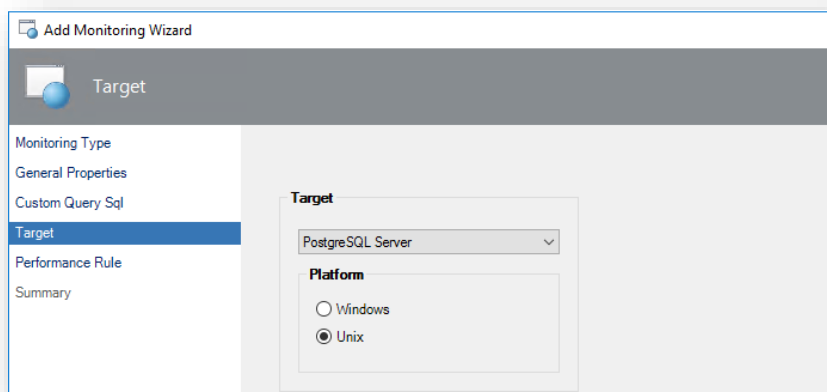 Add Monitoring Wizard
Target
Monitoring Type
General Properties
Custom Query Sql
Target
Performance Rule
Summary
Target
PostgreSQL Server
Platform
Windows
Unix